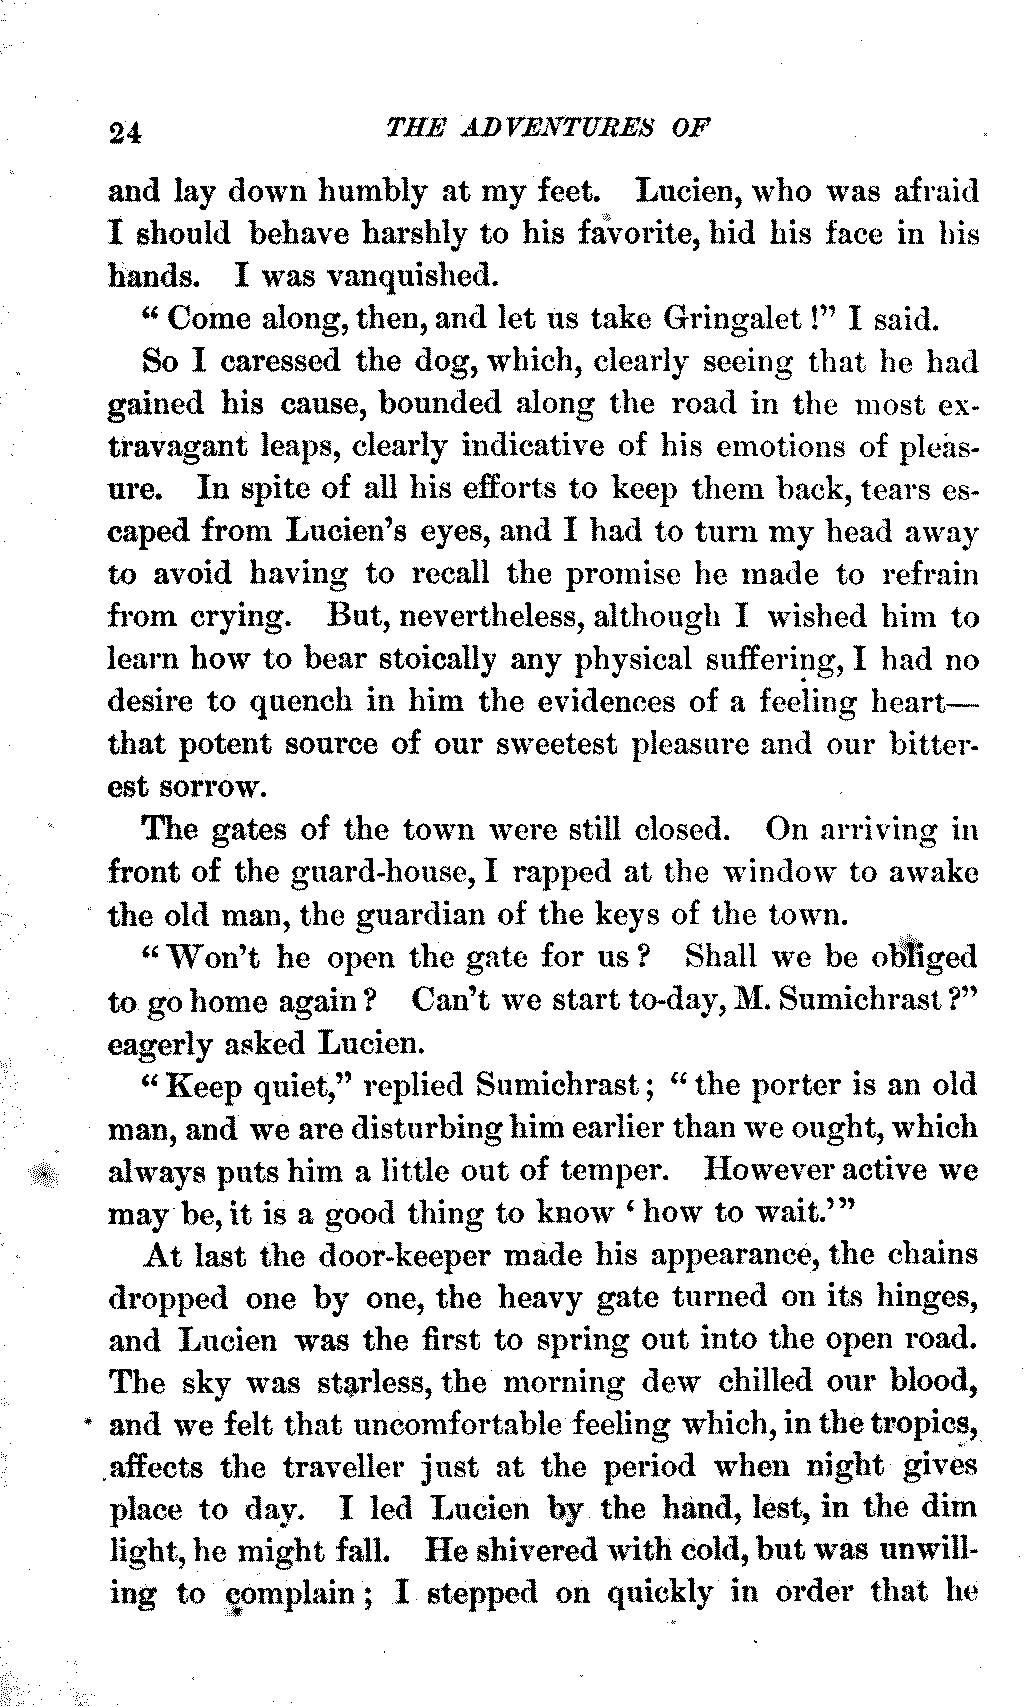 24 THE ADVENTURES OF
and lay down humbly at my feet. Lucien, who was afraid
I should behave harshly to his favorite, hid his face in his
hands. I was vanquished.
“Come along, then, and let us take Gringalet!” I said.
So I caressed the dog, which, clearly seeing that he had
gained his cause, bounded along the road in the most ex-
travagant leaps, clearly indicative of his emotions of pleas-
ure. In spite of all his efforts to keep them back, tears es-
caped from Lucien’s eyes, and I had to turn my head away
to avoid having to recall the promise he made to refrain
from crying. But, nevertheless, although I wished him to
learn how to bear stoically any physical suffering, I had no
desire to quench in him the evidences of a feeling heart—
that potent source of our sweetest pleasure and our bitter-
est sorrow.
The gates of the town were still closed. On arriving in
front of the guard-house, I rapped at the window to awake
the old man, the guardian of the keys of the town.
“Won’t he open the gate for us? Shall we be obliged
to go home again? Can’t we start to-day, M. Sumichrast?”
eagerly asked Lucien.
“Keep quiet,” replied Sumichrast; “the porter is an old
man, and we are disturbing him earlier than we ought, which
always puts him a little out of temper. However active we
may be, it is a good thing to know ‘how to wait.’”
At last the door-keeper made his appearance, the chains
dropped one by one, the heavy gate turned on its hinges,
and Lucien was the first to spring out into the open road.
The sky was starless, the morning dew chilled our blood,
and we felt that uncomfortable feeling which, in the tropics,
affects the traveller just at the period when night gives
place to day. I led Lucien by the hand, lest, in the dim
light, he might fall. He shivered with cold, but was unwill-
ing to complain; I stepped on quickly in order that he